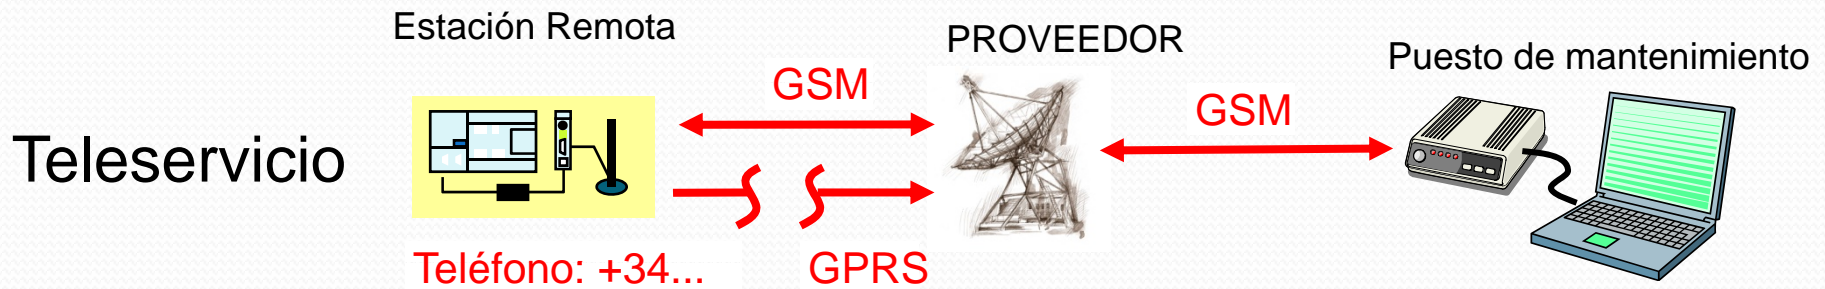 Estación Remota
PROVEEDOR
Puesto de mantenimiento
GSM
GSM
Teleservicio
Teléfono: +34...
GPRS